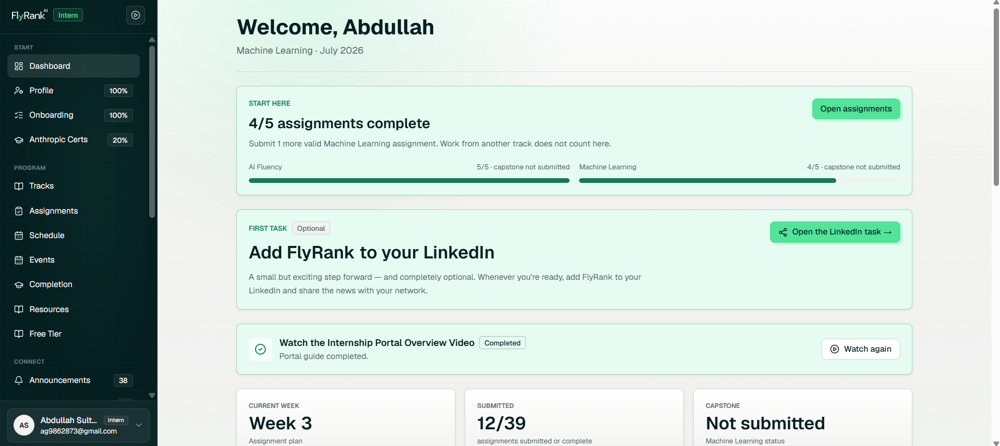 FlyRank AI
Intern
START
Dashboard
Profile
100%
Onboarding
100%
Anthropic Certs
20%
PROGRAM
Tracks
Assignments
Schedule
Events
Completion
Resources
Free Tier
CONNECT
Announcements
38
AS
Abdullah Sult...
Intern
ag9862873@gmail.com
Welcome, Abdullah
Machine Learning · July 2026
START HERE
4/5 assignments complete
Submit 1 more valid Machine Learning assignment. Work from another track does not count here.
Open assignments
AI Fluency
5/5 · capstone not submitted
Machine Learning
4/5 · capstone not submitted
FIRST TASK
Optional
Open the LinkedIn task →
Add FlyRank to your LinkedIn
A small but exciting step forward — and completely optional. Whenever you're ready, add FlyRank to your
LinkedIn and share the news with your network.
Watch the Internship Portal Overview Video
Completed
Portal guide completed.
Watch again
CURRENT WEEK
Week 3
Assignment plan
SUBMITTED
12/39
assignments submitted or complete
CAPSTONE
Not submitted
Machine Learning status